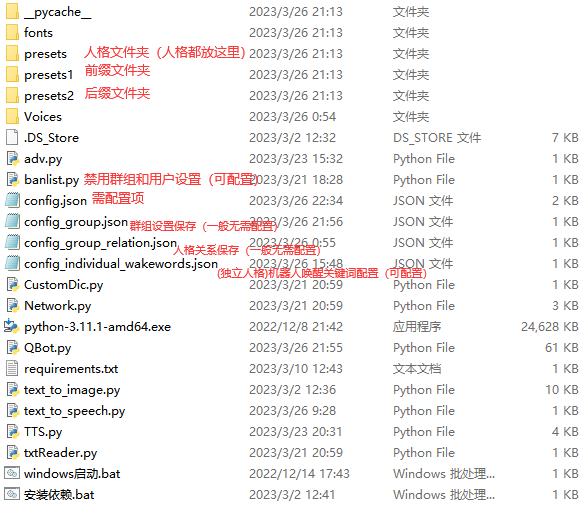 __pycache__ 2023/3/26 21:13 文件夹
fonts 2023/3/26 21:13 文件夹
presets 人格文件夹（人格都放这里） 2023/3/26 21:13 文件夹
presets1 前缀文件夹 2023/3/26 21:13 文件夹
presets2 后缀文件夹 2023/3/26 21:13 文件夹
Voices 2023/3/26 0:54 文件夹
.DS_Store 2023/3/2 12:32 DS_STORE 文件 7 KB
adv.py 2023/3/23 15:32 Python File 1 KB
banlist.py 禁用群组和用户设置（可配置） 2023/3/21 18:28 Python File 1 KB
config.json 需配置项 2023/3/26 22:34 JSON 文件 2 KB
config_group.json 群组设置保存（一般无需配置） 2023/3/26 21:56 JSON 文件 1 KB
config_group_relation.json 人格关系保存（一般无需配置） 2023/3/26 0:55 JSON 文件 1 KB
config_individual_wakewords.json (独立人格)机器人唤醒关键词配置（可配置） 2023/3/26 15:48 JSON 文件 1 KB
CustomDic.py 2023/3/21 20:59 Python File 1 KB
Network.py 2023/3/21 20:59 Python File 3 KB
python-3.11.1-amd64.exe 2022/12/8 21:42 应用程序 24,628 KB
QBot.py 2023/3/26 21:55 Python File 61 KB
requirements.txt 2023/3/10 12:43 文本文档 1 KB
text_to_image.py 2023/3/2 12:36 Python File 10 KB
text_to_speech.py 2023/3/26 9:28 Python File 1 KB
TTS.py 2023/3/23 20:31 Python File 4 KB
txtReader.py 2023/3/21 20:59 Python File 1 KB
windows启动.bat 2022/12/14 17:43 Windows 批处理... 1 KB
安装依赖.bat 2023/3/2 12:41 Windows 批处理... 1 KB